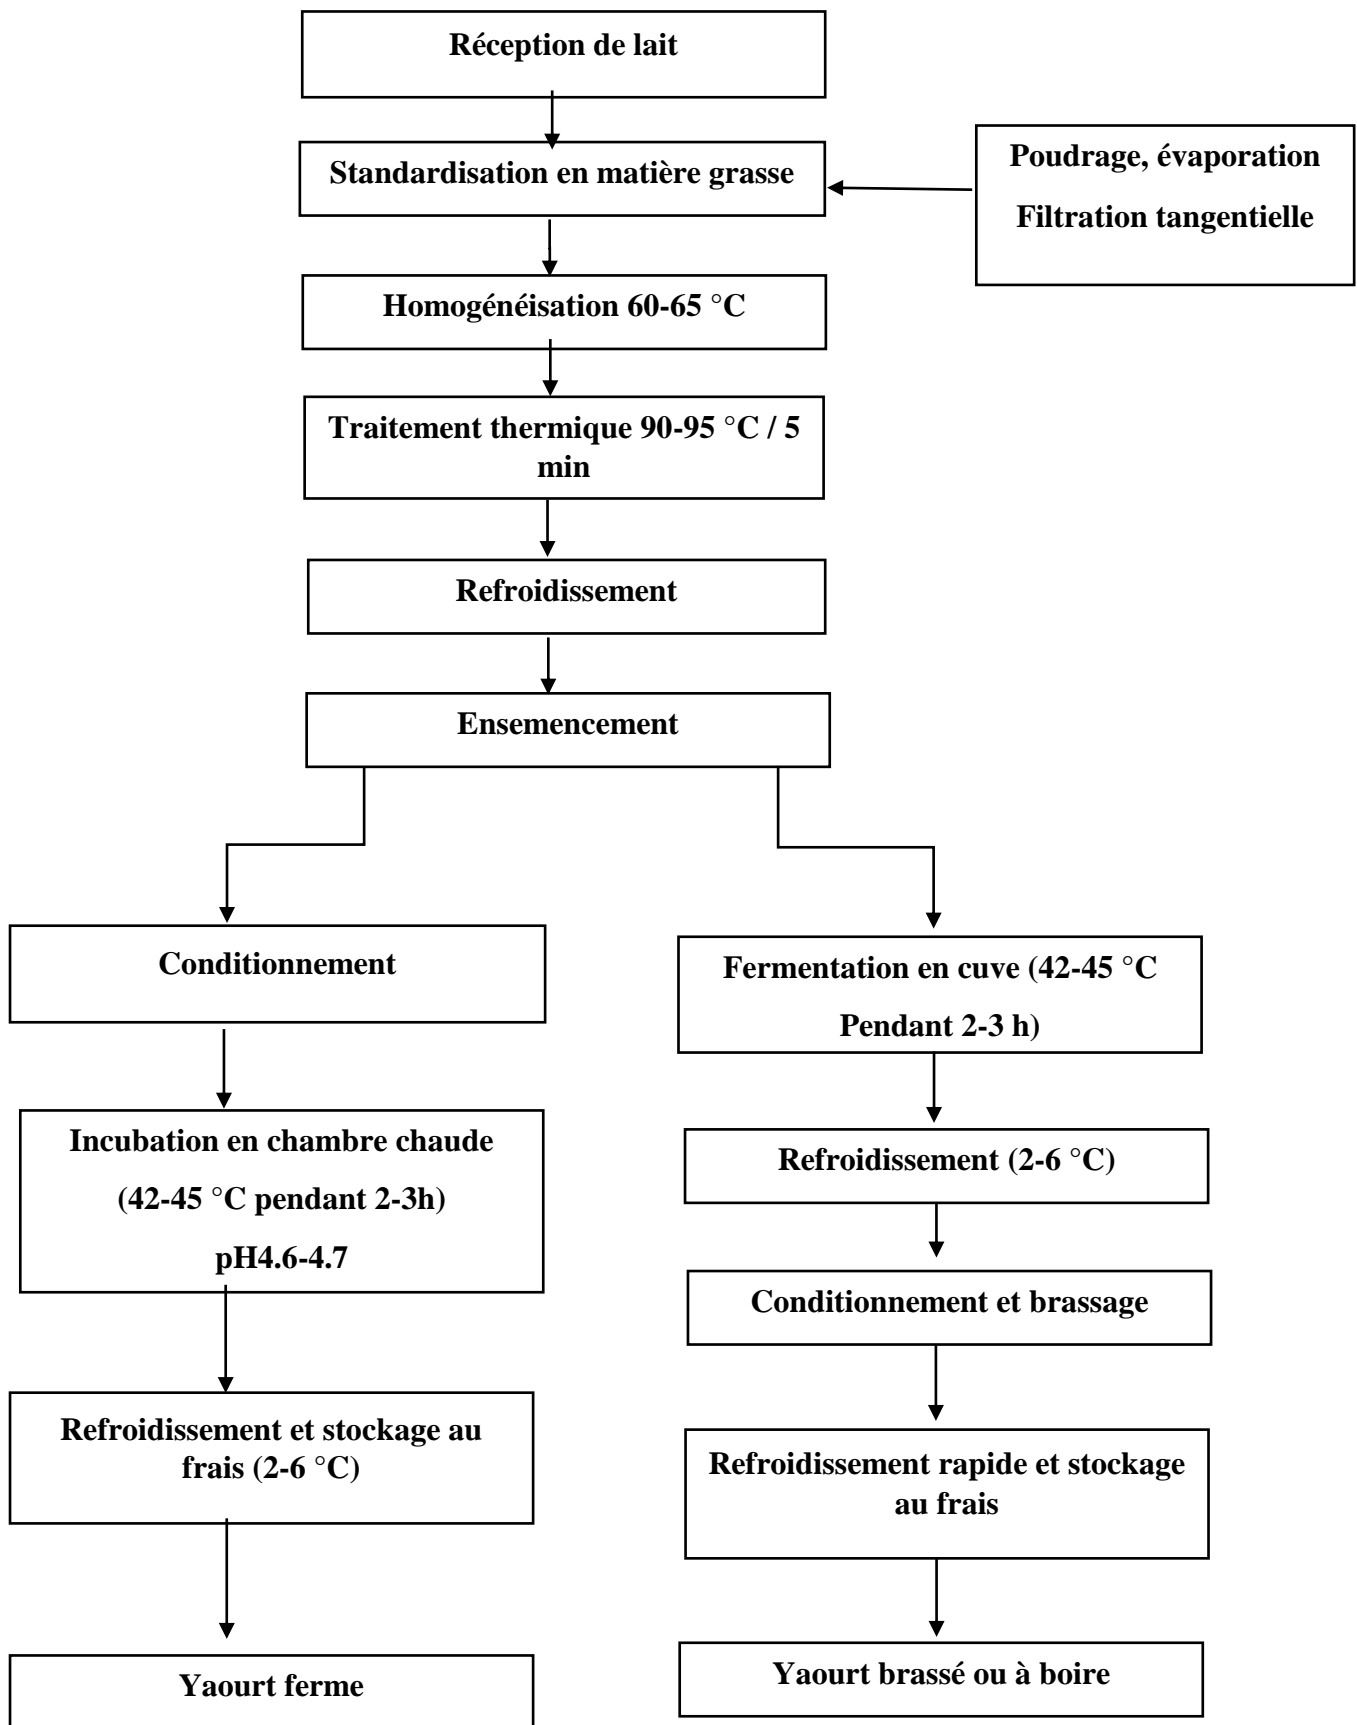 Réception de lait
Standardisation en matière grasse
Poudrage, évaporation
Filtration tangentielle
Homogénéisation 60-65 °C
Traitement thermique 90-95 °C / 5
min
Refroidissement
Ensemencement
Conditionnement
Incubation en chambre chaude
(42-45 °C pendant 2-3h)
pH4.6-4.7
Refroidissement et stockage au
frais (2-6 °C)
Yaourt ferme
Fermentation en cuve (42-45 °C
Pendant 2-3 h)
Refroidissement (2-6 °C)
Conditionnement et brassage
Refroidissement rapide et stockage
au frais
Yaourt brassé ou à boire